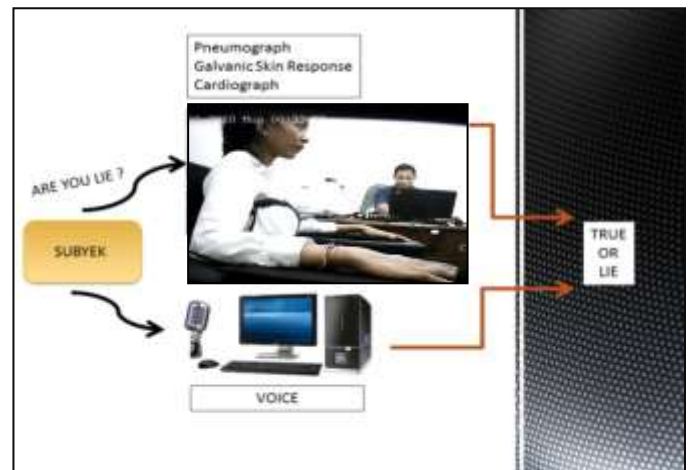 Pneumograph
Galvanic Skin Response
Cardiograph
ARE YOU LIE ?
SUBYEK
TRUE
OR
LIE
VOICE